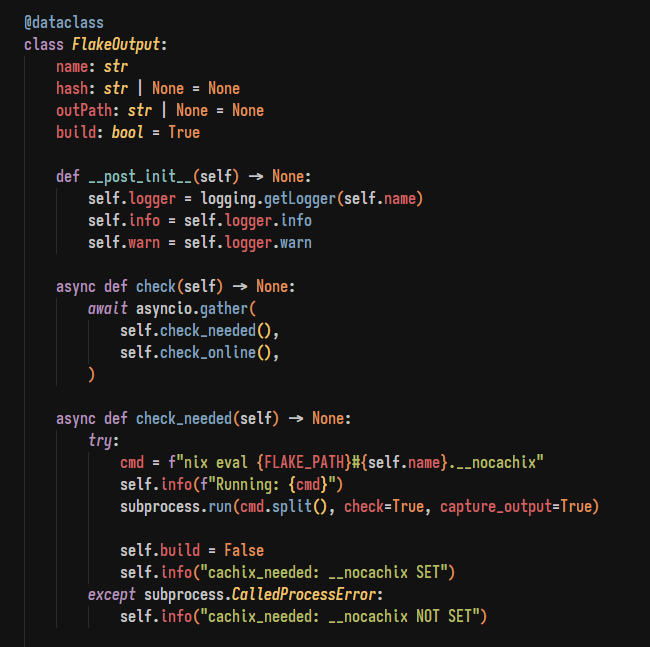 @dataclass
class FlakeOutput:
    name: str
    hash: str | None = None
    outPath: str | None = None
    build: bool = True

    def __post_init__(self) -> None:
        self.logger = logging.getLogger(self.name)
        self.info = self.logger.info
        self.warn = self.logger.warn

    async def check(self) -> None:
        await asyncio.gather(
            self.check_needed(),
            self.check_online(),
        )

    async def check_needed(self) -> None:
        try:
            cmd = f"nix eval {FLAKE_PATH}#{self.name}.__nocachix"
            self.info(f"Running: {cmd}")
            subprocess.run(cmd.split(), check=True, capture_output=True)

            self.build = False
            self.info("cachix_needed: __nocachix SET")
        except subprocess.CalledProcessError:
            self.info("cachix_needed: __nocachix NOT SET")